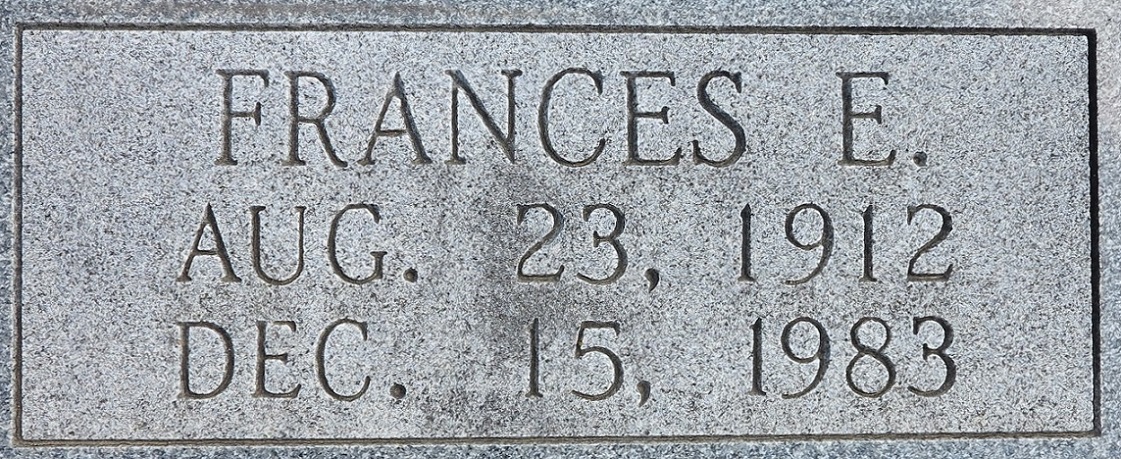 FRANCES E.
AUG. 23, 1912
DEC. 15, 1983